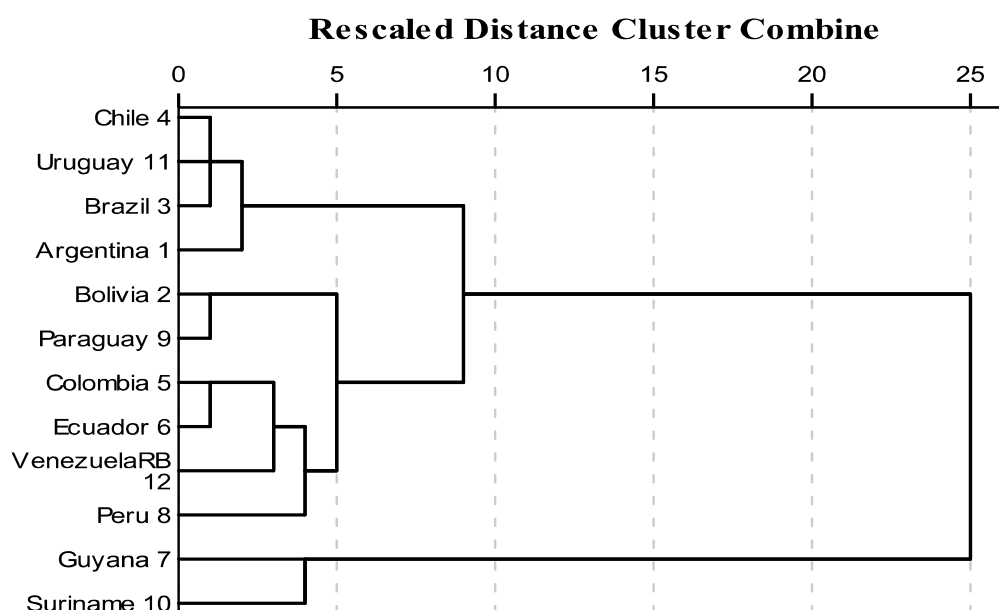 Rescaled Distance Cluster Combine
0 5 10 15 20 25
Chile 4
Uruguay 11
Brazil 3
Argentina 1
Bolivia 2
Paraguay 9
Colombia 5
Ecuador 6
VenezuelaRB
12
Peru 8
Guyana 7
Suriname 10